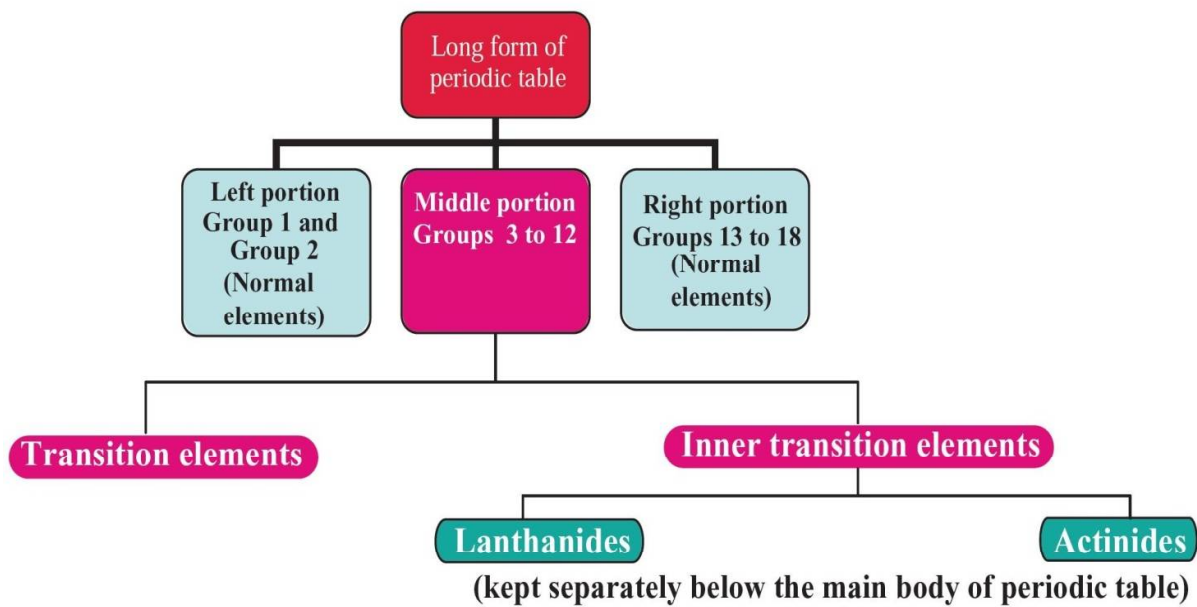 Long form of
periodic table
Left portion
Group 1 and
Group 2
(Normal
elements)
Middle portion
Groups 3 to 12
Right portion
Groups 13 to 18
(Normal
elements)
Transition elements
Inner transition elements
Lanthanides
Actinides
(kept separately below the main body of periodic table)